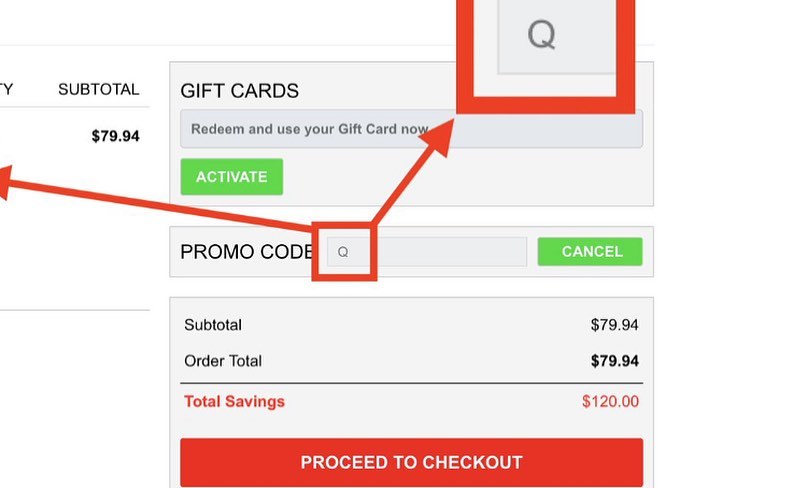 Q
TY SUBTOTAL
$79.94
GIFT CARDS
Redeem and use your Gift Card now
ACTIVATE
PROMO CODE Q CANCEL
Subtotal $79.94
Order Total $79.94
Total Savings $120.00
PROCEED TO CHECKOUT